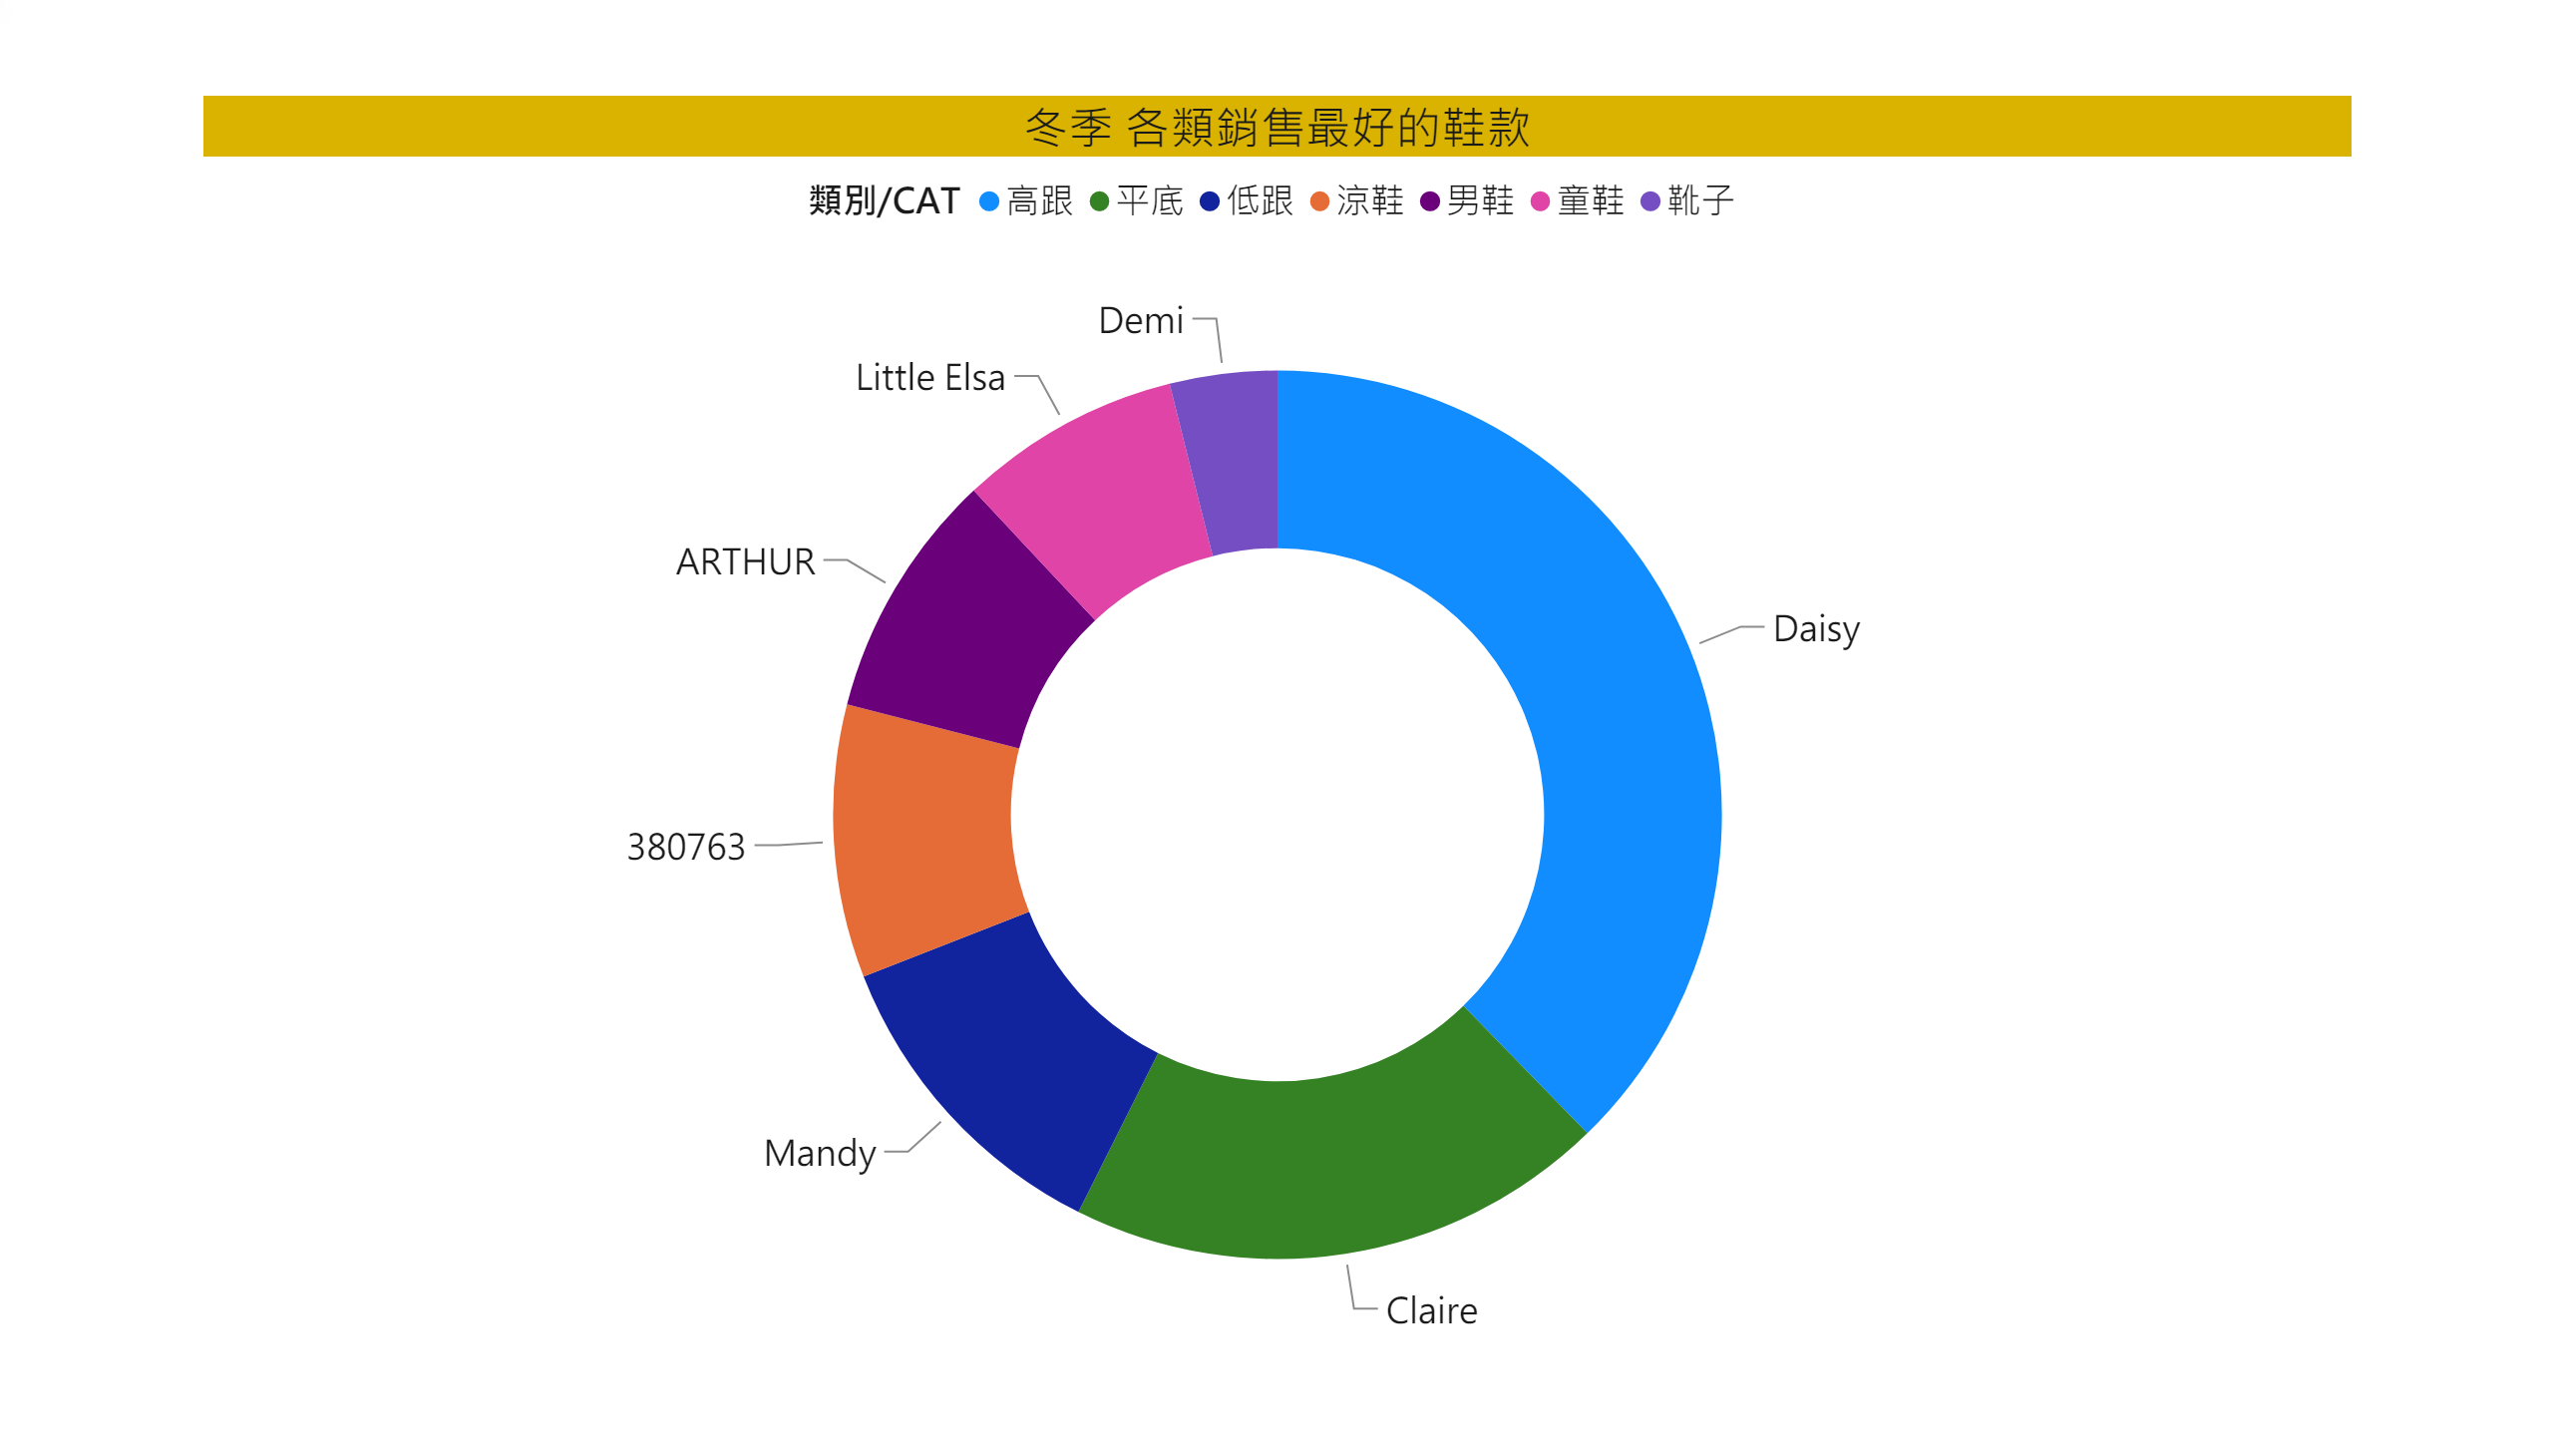 冬季 各類銷售最好的鞋款
類別/CAT 高跟 平底 低跟 涼鞋 男鞋 童鞋 靴子
Demi
Little Elsa
ARTHUR
Daisy
380763
Mandy
Claire